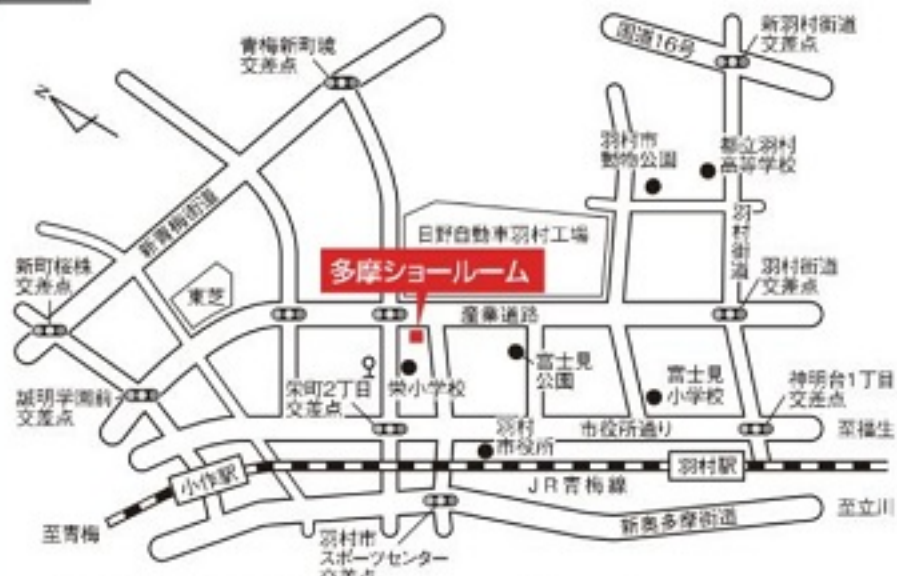 青梅新町境
交差点
国道16号
新羽村街道
交差点
N
羽村市
動物公園
都立羽村
高等学校
新青梅街道
日野自動車羽村工場
羽村街道
新町桜株
交差点
東芝
多摩ショールーム
羽村街道
交差点
産業道路
誠明学園前
交差点
栄町2丁目
交差点
栄小学校
富士見
公園
富士見
小学校
神明台1丁目
交差点
羽村
市役所
市役所通り
至福生
小作駅
羽村駅
JR青梅線
至青梅
羽村市
スポーツセンター
交差点
新奥多摩街道
至立川